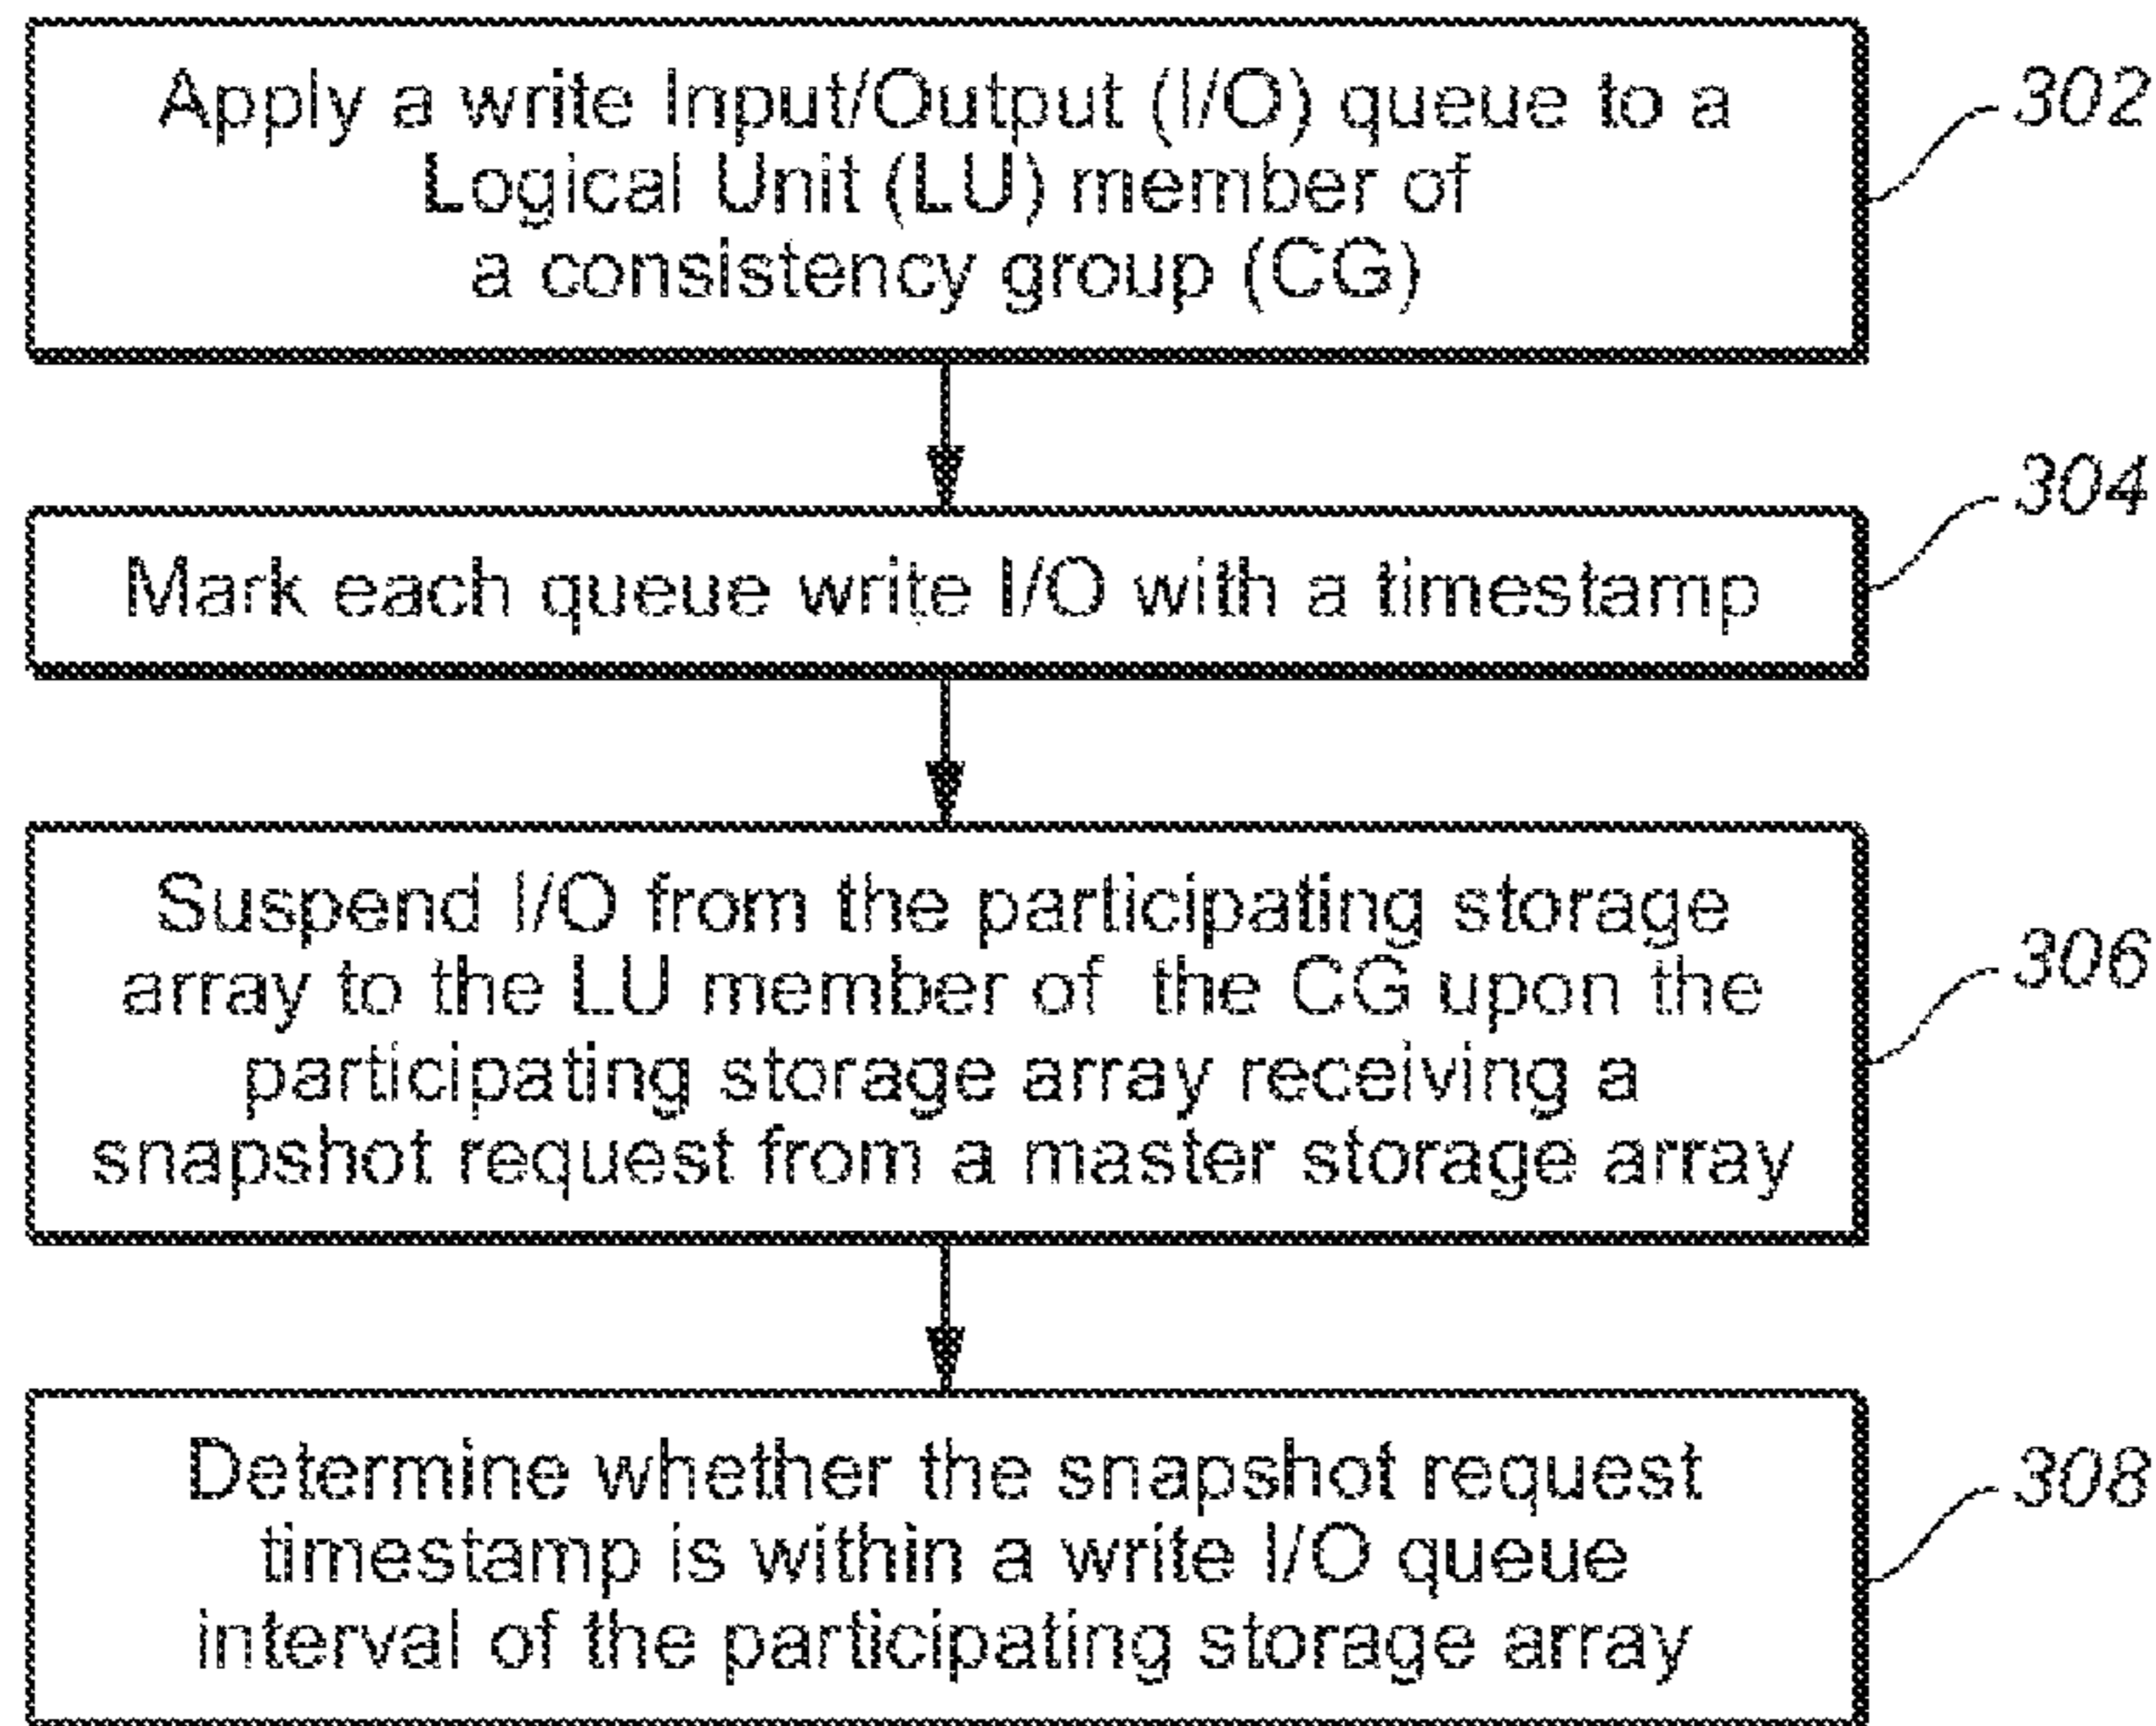 Apply a write Input/Output (I/O) queue to a
Logical Unit (LU) member of
a consistency group (CG)
302
Mark each queue write I/O with a timestamp
304
Suspend I/O from the participating storage
array to the LU member of the CG upon the
participating storage array receiving a
snapshot request from a master storage array
306
Determine whether the snapshot request
timestamp is within a write I/O queue
interval of the participating storage array
308